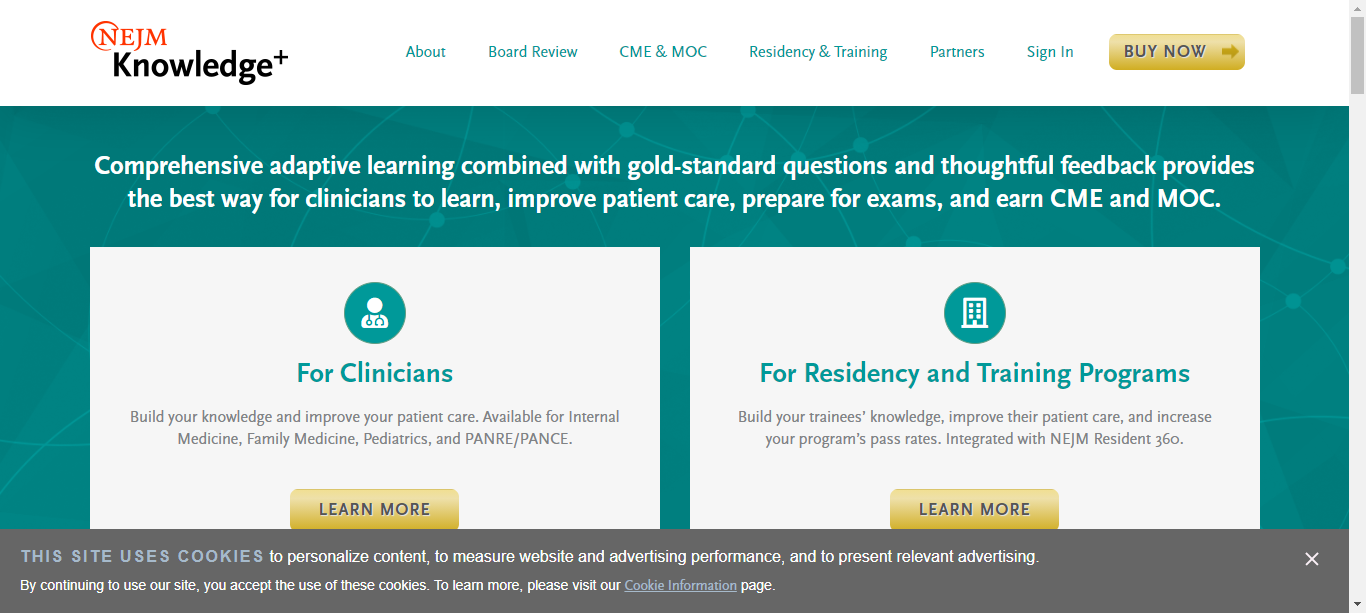 NEJM
Knowledge+
About
Board Review
CME & MOC
Residency & Training
Partners
Sign In
BUY NOW
Comprehensive adaptive learning combined with gold-standard questions and thoughtful feedback provides
the best way for clinicians to learn, improve patient care, prepare for exams, and earn CME and MOC.
For Clinicians
Build your knowledge and improve your patient care. Available for Internal
Medicine, Family Medicine, Pediatrics, and PANRE/PANCE.
LEARN MORE
For Residency and Training Programs
Build your trainees’ knowledge, improve their patient care, and increase
your program’s pass rates. Integrated with NEJM Resident 360.
LEARN MORE
THIS SITE USES COOKIES to personalize content, to measure website and advertising performance, and to present relevant advertising.
By continuing to use our site, you accept the use of these cookies. To learn more, please visit our Cookie Information page.